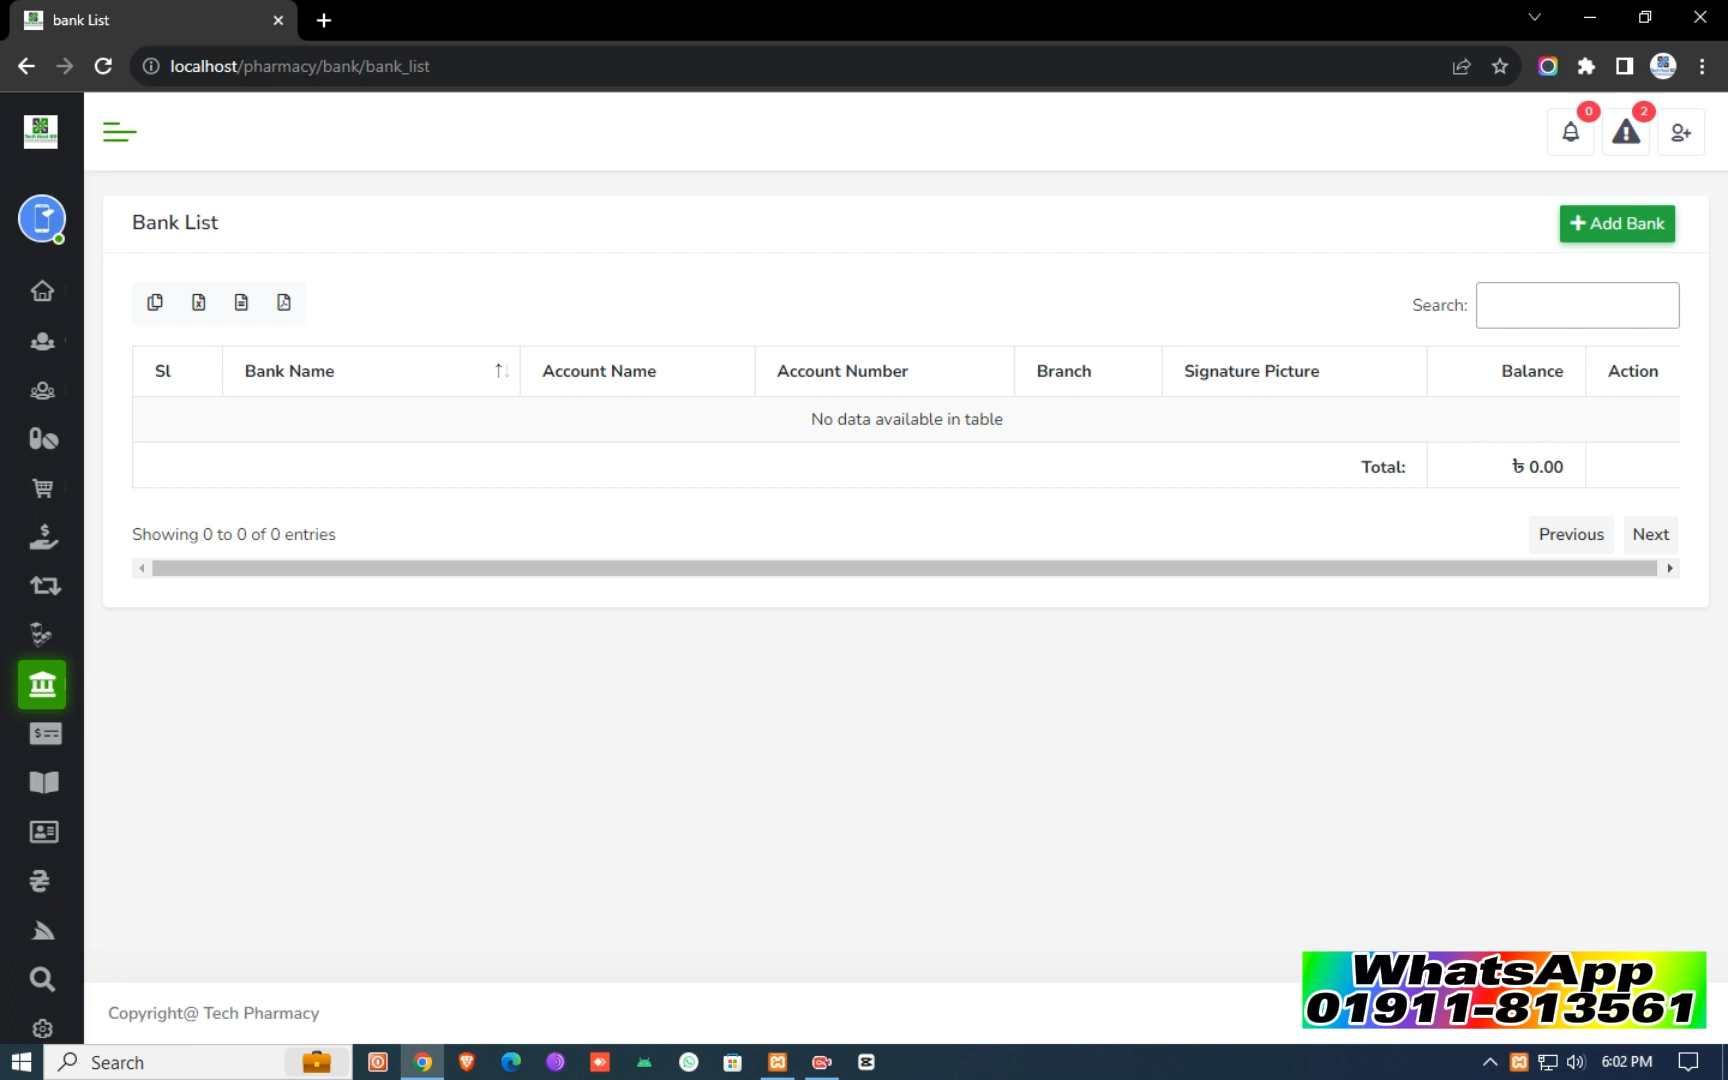 bank List
localhost/pharmacy/bank/bank_list
0
2
Bank List
Add Bank
Search:
Sl
Bank Name
Account Name
Account Number
Branch
Signature Picture
Balance
Action
No data available in table
Total:
৳ 0.00
Showing 0 to 0 of 0 entries
Previous
Next
Copyright@ Tech Pharmacy
WhatsApp
01911-813561
Search
6:02 PM